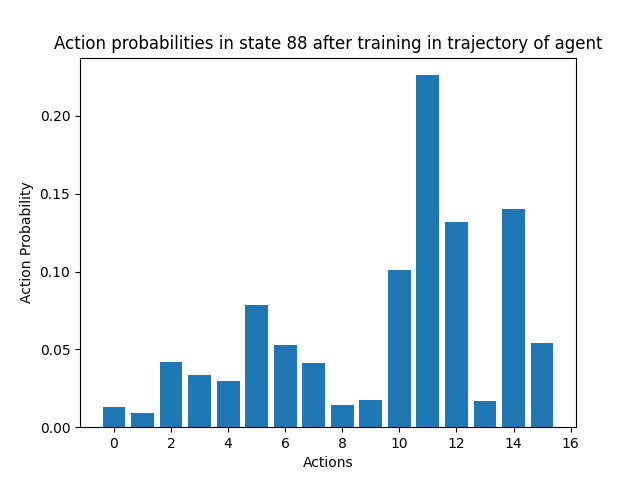 Action probabilities in state 88 after training in trajectory of agent
0.20
0.15
0.10
0.05
0.00
Action Probability
0 2 4 6 8 10 12 14 16
Actions